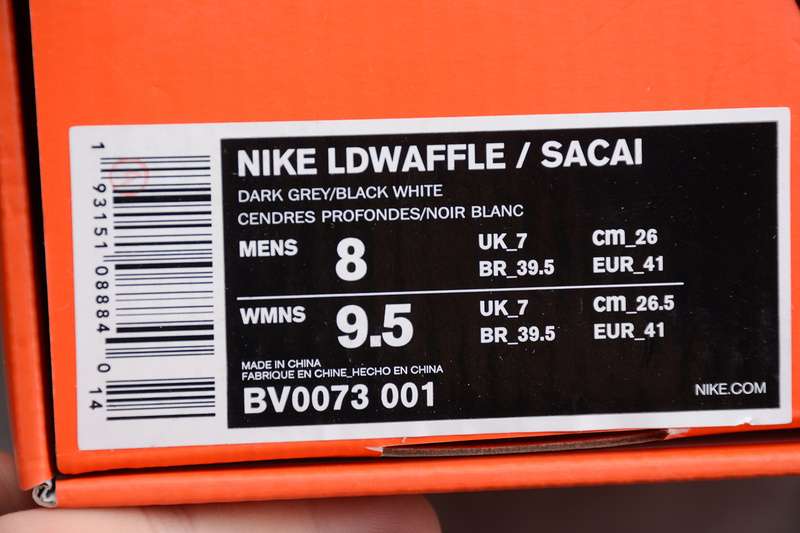 1 93151 08884 0 14
NIKE LDWAFFLE / SACAI
DARK GREY/BLACK WHITE
CENDRES PROFONDES/NOIR BLANC
MENS 8 UK_7 cm_26
BR_39.5 EUR_41
WMNS 9.5 UK_7 cm_26.5
BR_39.5 EUR_41
MADE IN CHINA
FABRIQUE EN CHINE_HECHO EN CHINA
BV0073 001
NIKE.COM